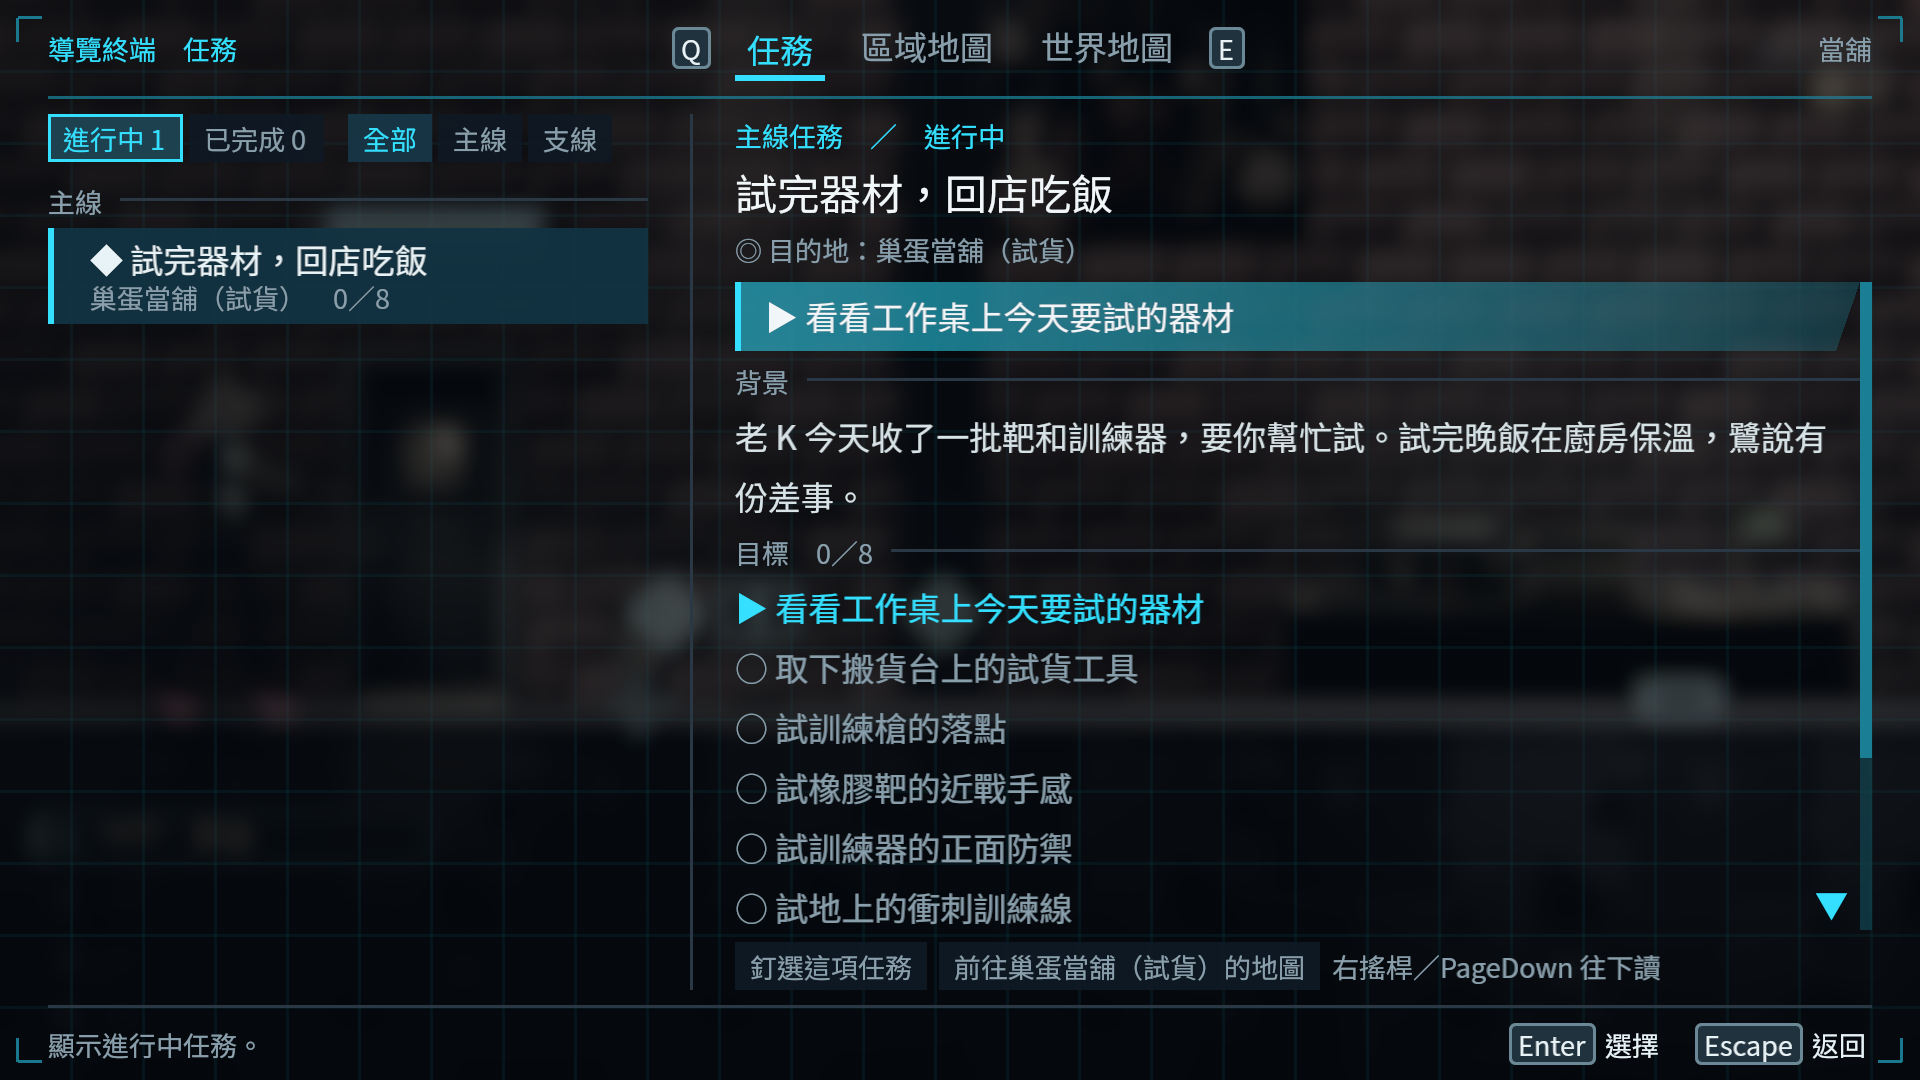 導覽終端 任務
Q 任務 區域地圖 世界地圖 E
當舖
進行中 1 已完成 0 全部 主線 支線
主線
◆ 試完器材，回店吃飯
巢蛋當舖（試貨） 0／8
主線任務 ／ 進行中
試完器材，回店吃飯
◎ 目的地：巢蛋當舖（試貨）
▶ 看看工作桌上今天要試的器材
背景
老 K 今天收了一批靶和訓練器，要你幫忙試。試完晚飯在廚房保溫，鷺說有
份差事。
目標 0／8
▶ 看看工作桌上今天要試的器材
○ 取下搬貨台上的試貨工具
○ 試訓練槍的落點
○ 試橡膠靶的近戰手感
○ 試訓練器的正面防禦
○ 試地上的衝刺訓練線
▼
釘選這項任務 前往巢蛋當舖（試貨）的地圖 右搖桿／PageDown 往下讀
顯示進行中任務。
Enter 選擇 Escape 返回